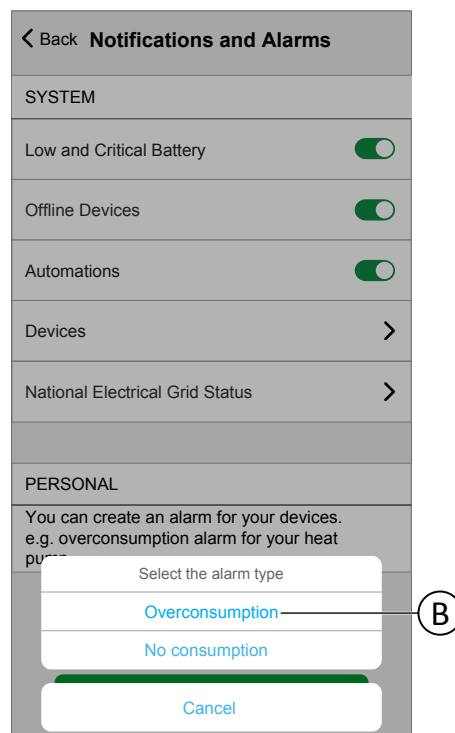 Back Notifications and Alarms
SYSTEM
Low and Critical Battery
Offline Devices
Automations
Devices
National Electrical Grid Status
PERSONAL
You can create an alarm for your devices.
e.g. overconsumption alarm for your heat
Select the alarm type
Overconsumption
B
No consumption
Cancel